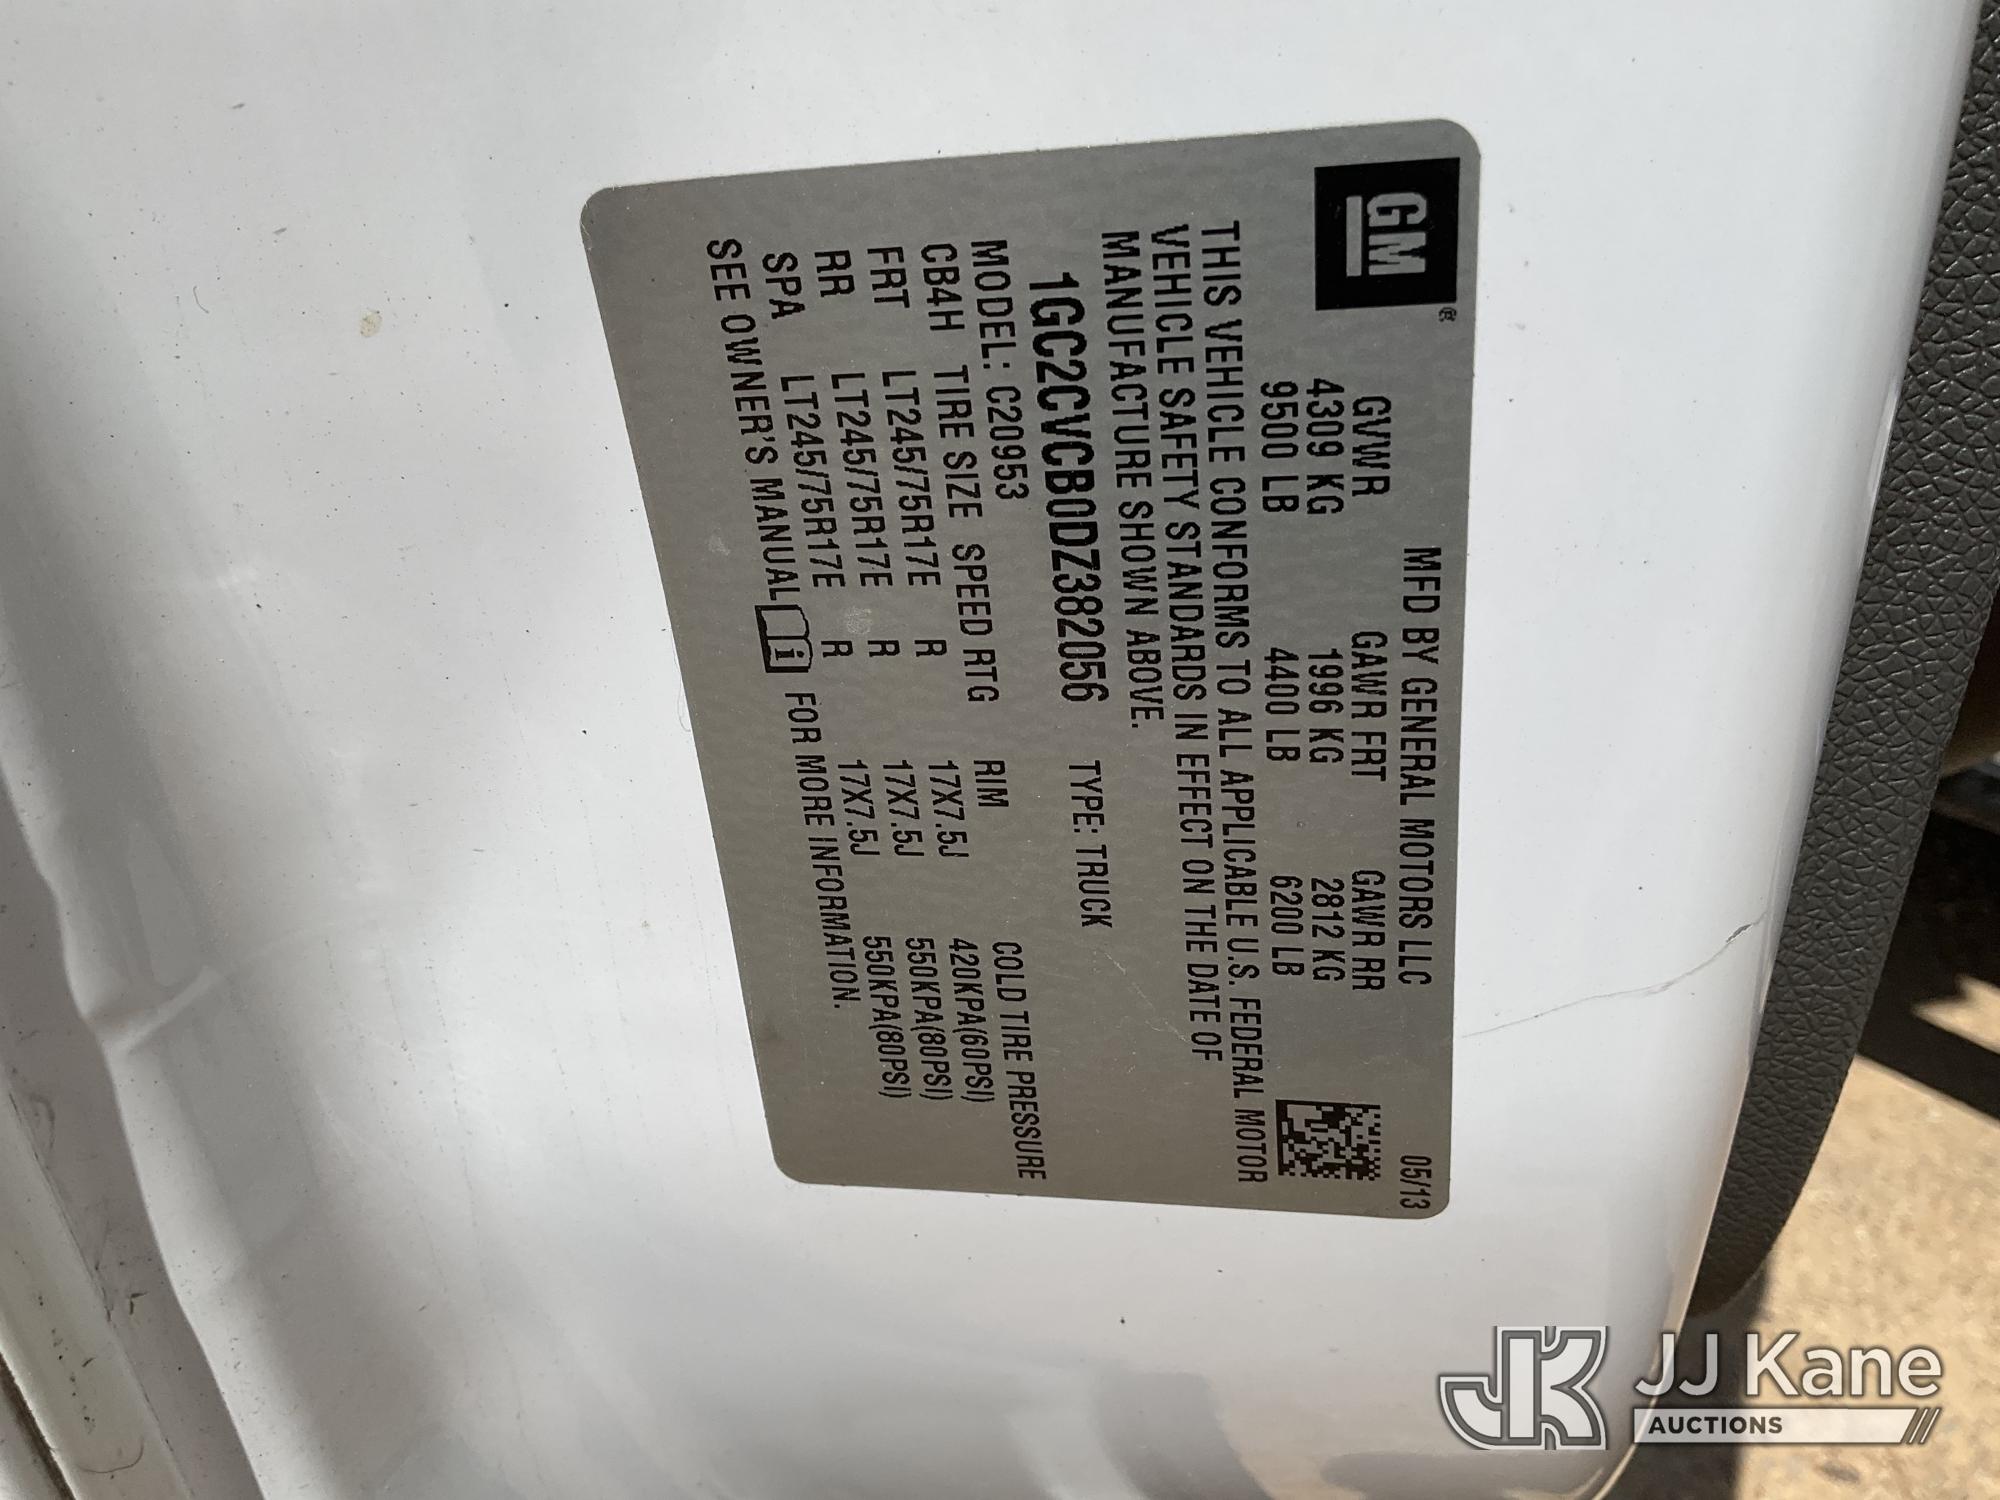 GM®
MFD BY GENERAL MOTORS LLC 05/13
GVWR GAWR FRT GAWR RR
4309 KG 1996 KG 2812 KG
9500 LB 4400 LB 6200 LB
THIS VEHICLE CONFORMS TO ALL APPLICABLE U.S. FEDERAL MOTOR
VEHICLE SAFETY STANDARDS IN EFFECT ON THE DATE OF
MANUFACTURE SHOWN ABOVE.
1GC2CVCB0DZ382056 TYPE: TRUCK
MODEL: C20953
CB4H TIRE SIZE SPEED RTG RIM COLD TIRE PRESSURE
FRT LT245/75R17E R 17X7.5J 420KPA(60PSI)
RR LT245/75R17E R 17X7.5J 550KPA(80PSI)
SPA LT245/75R17E R 17X7.5J 550KPA(80PSI)
SEE OWNER'S MANUAL i FOR MORE INFORMATION.
JK JJ Kane
AUCTIONS